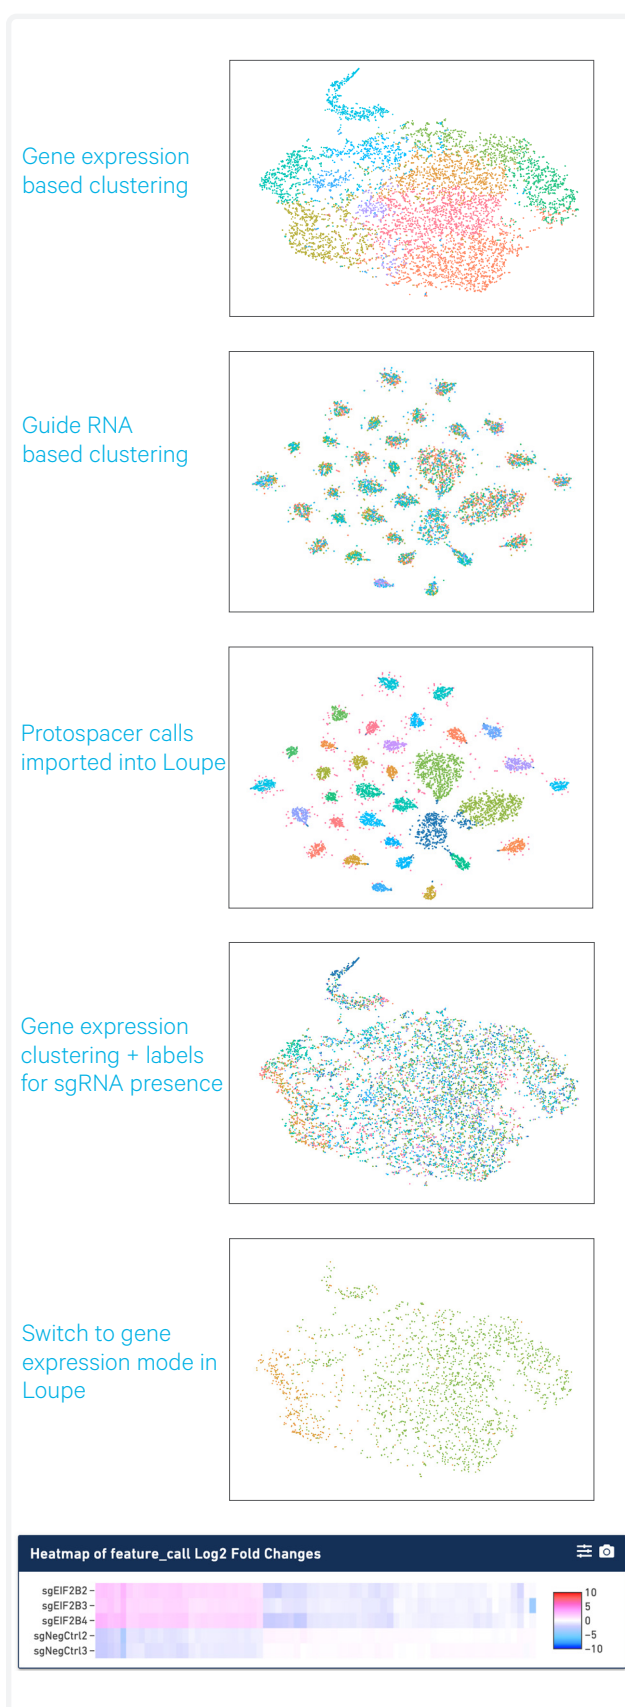 Gene expression
based clustering
Guide RNA
based clustering
Protospacer calls
imported into Loupe
Gene expression
clustering + labels
for sgRNA presence
Switch to gene
expression mode in
Loupe
Heatmap of feature_call Log2 Fold Changes
sgEIF2B2
sgEIF2B3
sgEIF2B4
sgNegCtrl2
sgNegCtrl3
10
5
0
−5
−10